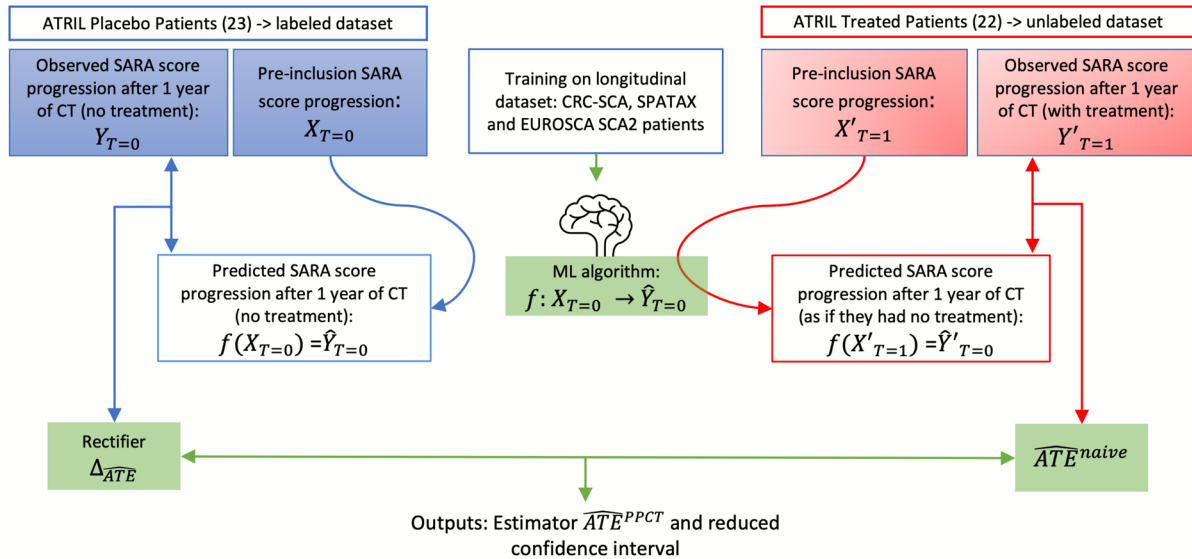 ATRIL Placebo Patients (23) -> labeled dataset
Observed SARA score
progression after 1 year
of CT (no treatment):
Y_{T=0}
Pre-inclusion SARA
score progression:
X_{T=0}
Training on longitudinal
dataset: CRC-SCA, SPATAX
and EUROSCA SCA2 patients
ATRIL Treated Patients (22) -> unlabeled dataset
Pre-inclusion SARA
score progression:
X'_{T=1}
Observed SARA score
progression after 1 year
of CT (with treatment):
Y'_{T=1}
Predicted SARA score
progression after 1 year of CT
(no treatment):
f(X_{T=0}) =Ŷ_{T=0}
ML algorithm:
f: X_{T=0} → Ŷ_{T=0}
Predicted SARA score
progression after 1 year of CT
(as if they had no treatment):
f(X'_{T=1}) =Ŷ'_{T=0}
Rectifier
Δ_{\widehat{ATE}}
\widehat{ATE}^{naive}
Outputs: Estimator \widehat{ATE}^{PPCT} and reduced
confidence interval